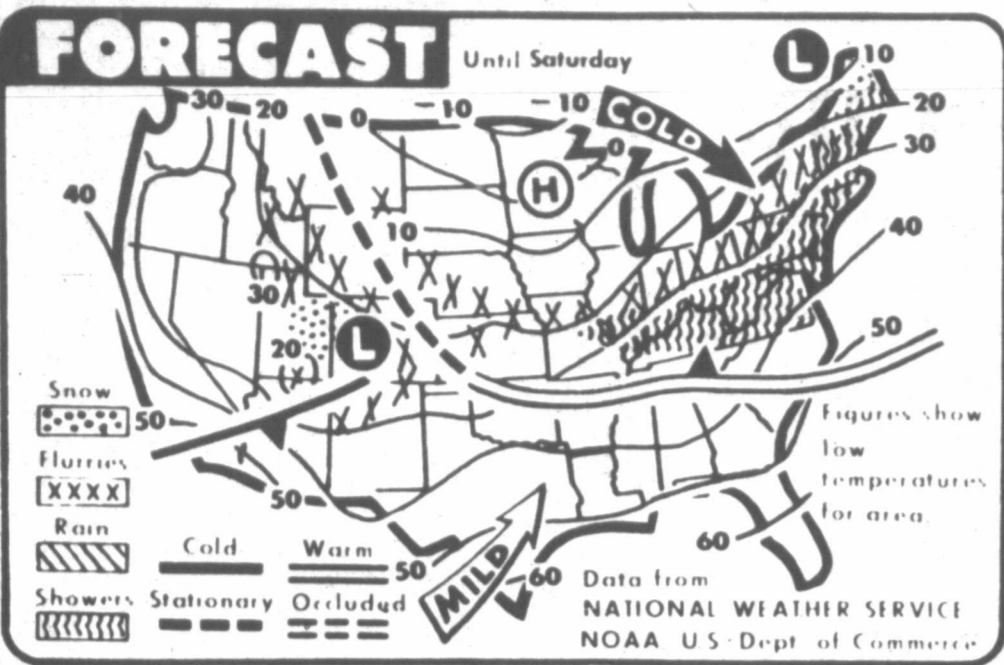 FORECAST
Until Saturday
L
10
30 20 0 -10 -10
COLD
20
0
30
40
H
10
40
30
L
20
50
Snow
50
Figures show
low
temperatures
for area
Flurries
XXXX
50
Rain
Cold
Warm
50
MILD
60
60
Showers
Stationary
Occluded
Data from
NATIONAL WEATHER SERVICE
NOAA U.S. Dept of Commerce